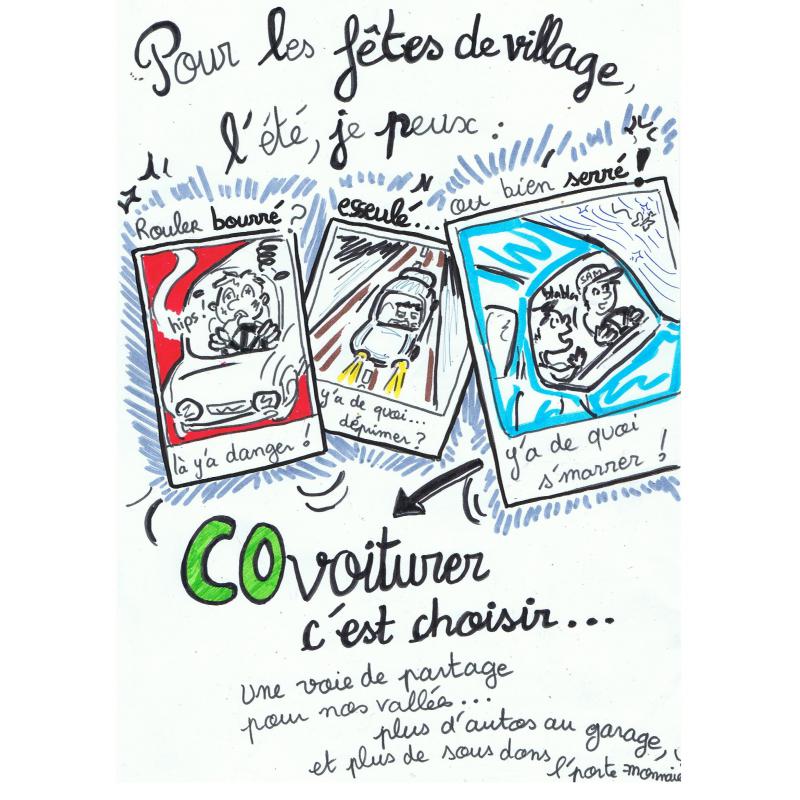 Pour les fêtes de village,
l'été, je peux :
Rouler bourré ?
esseulé...
ou bien serré !
hips!
SAM
blabla
là y'a danger !
y'a de quoi...
déprimer ?
y'a de quoi
s'marrer !
COvoiturer
c'est choisir...
une voie de partage
pour nos vallées...
plus d'autos au garage,
et plus de sous dans
l'porte-monnaie